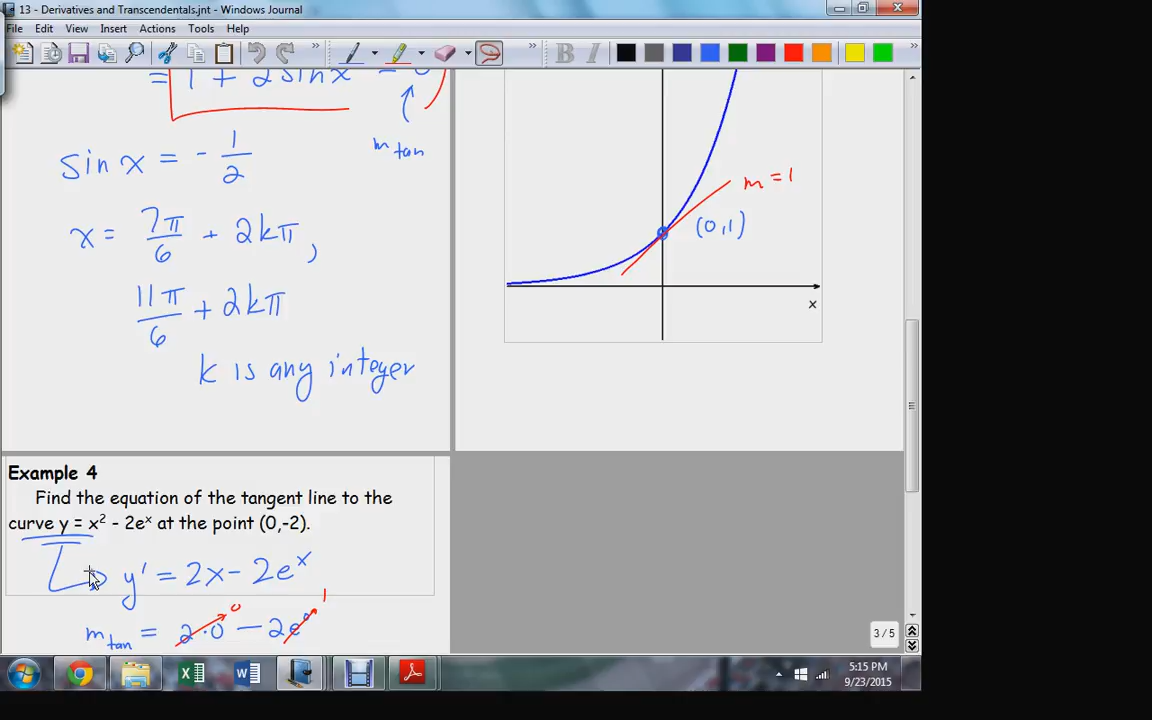 13 - Derivatives and Transcendentals.jnt - Windows Journal
File Edit View Insert Actions Tools Help
B I
= 1 + 2 sin x = 0
m tan
sin x = - 1/2
x = 7π/6 + 2kπ,
11π/6 + 2kπ
k is any integer
m = 1
(0,1)
x
Example 4
Find the equation of the tangent line to the
curve y = x² - 2eˣ at the point (0,-2).
y' = 2x - 2eˣ
0 1
m tan = 2·0 - 2e⁰
3 / 5
5:15 PM
9/23/2015